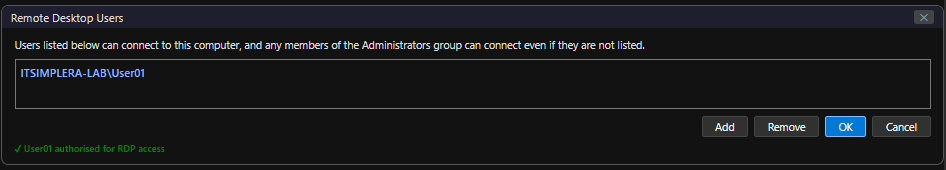 Remote Desktop Users
Users listed below can connect to this computer, and any members of the Administrators group can connect even if they are not listed.
ITSIMPLERA-LAB\User01
Add Remove OK Cancel
✓ User01 authorised for RDP access